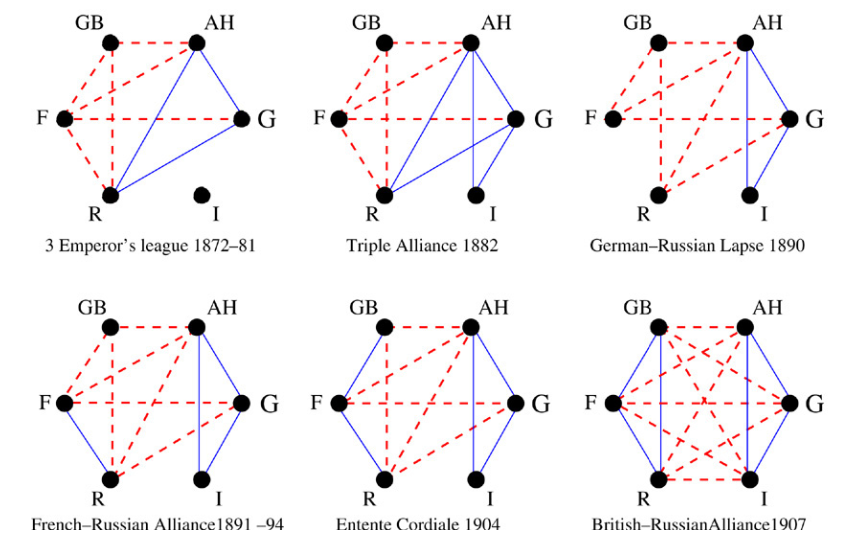 GB AH GB AH GB AH
F G F G F G
R I R I R I
3 Emperor's league 1872–81 Triple Alliance 1882 German–Russian Lapse 1890
GB AH GB AH GB AH
F G F G F G
R I R I R I
French–Russian Alliance1891 –94 Entente Cordiale 1904 British–RussianAlliance1907